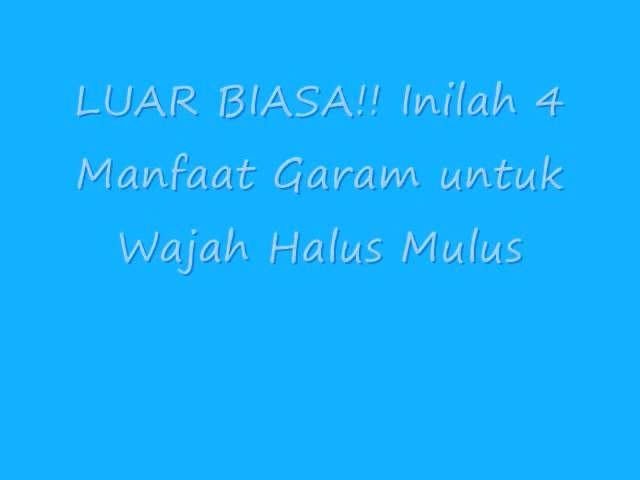 LUAR BIASA!! Inilah 4
Manfaat Garam untuk
Wajah Halus Mulus